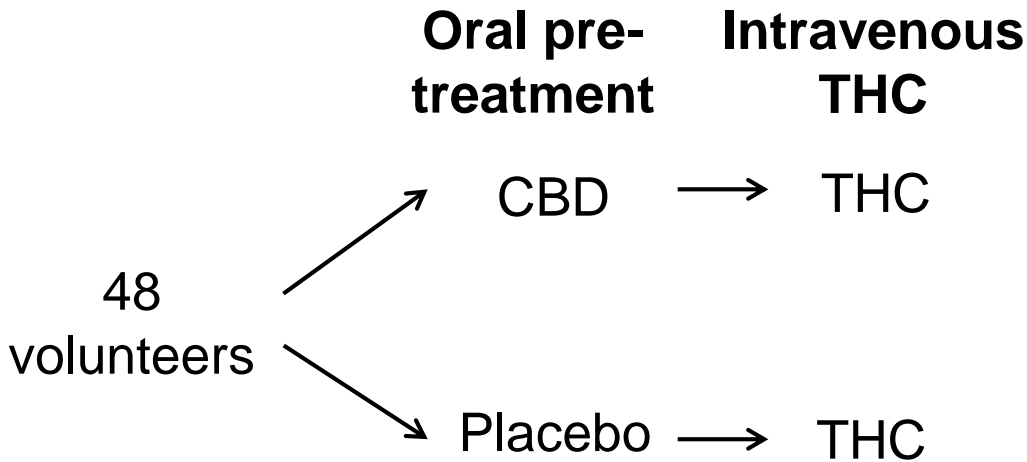 Oral pre-
treatment
Intravenous
THC
CBD
THC
48
volunteers
Placebo
THC